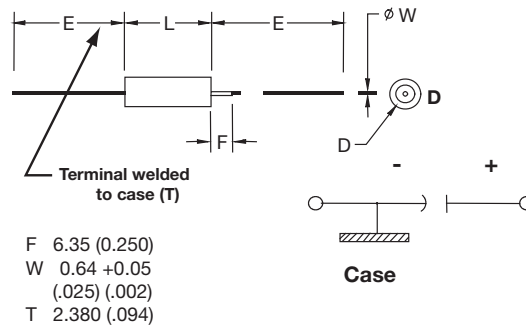 E L E
ø W
D
F
D
Terminal welded
to case (T)
- +
Case
F 6.35 (0.250)
W 0.64 +0.05
(.025) (.002)
T 2.380 (.094)